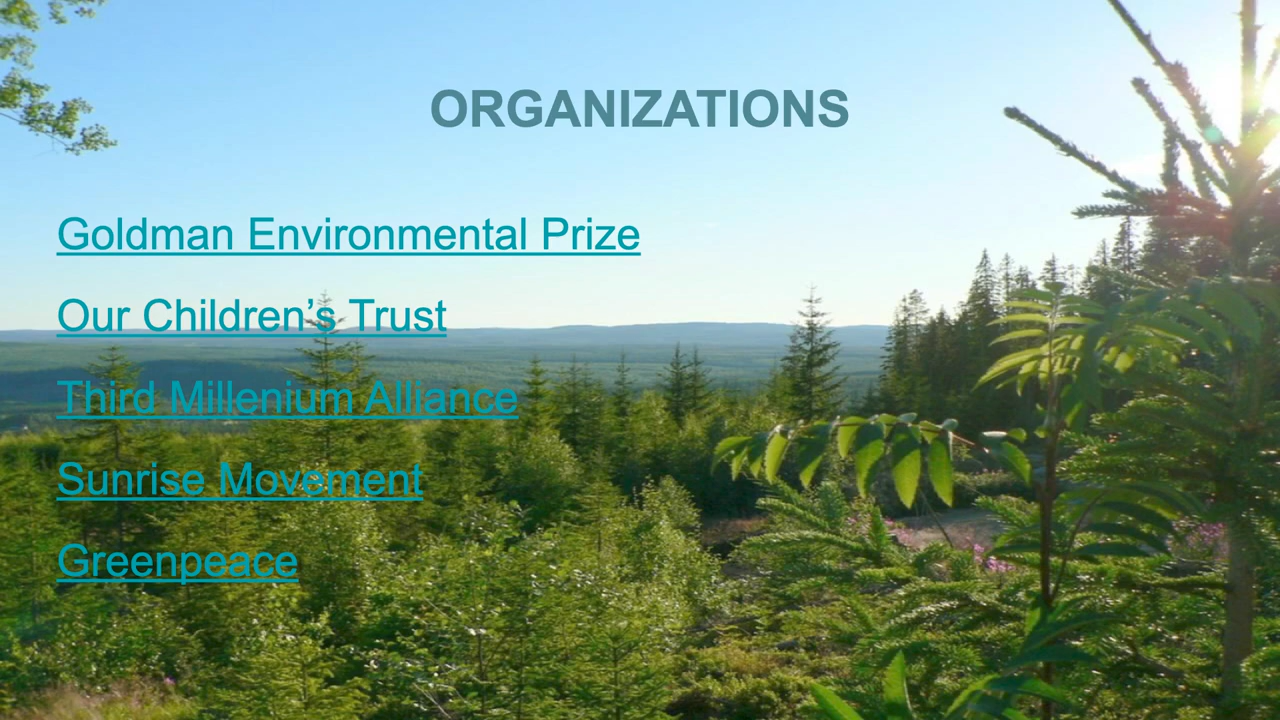 ORGANIZATIONS
Goldman Environmental Prize
Our Children’s Trust
Third Millenium Alliance
Sunrise Movement
Greenpeace